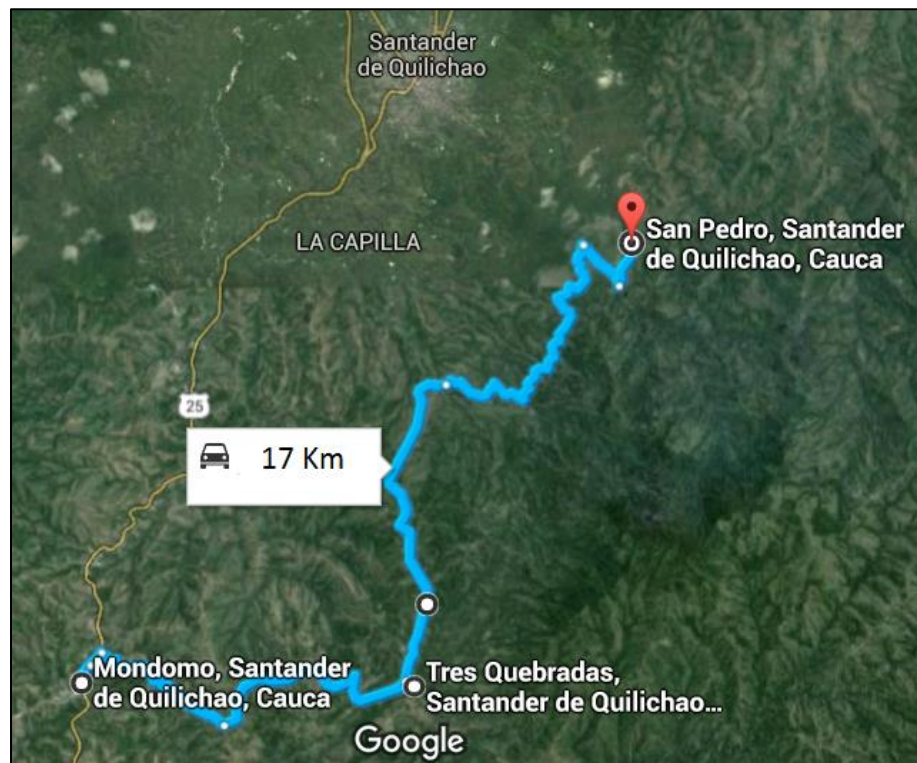 Santander
de Quilichao
San Pedro, Santander
de Quilichao, Cauca
LA CAPILLA
25
17 Km
Mondomo, Santander
de Quilichao, Cauca
Tres Quebradas,
Santander de Quilichao...
Google